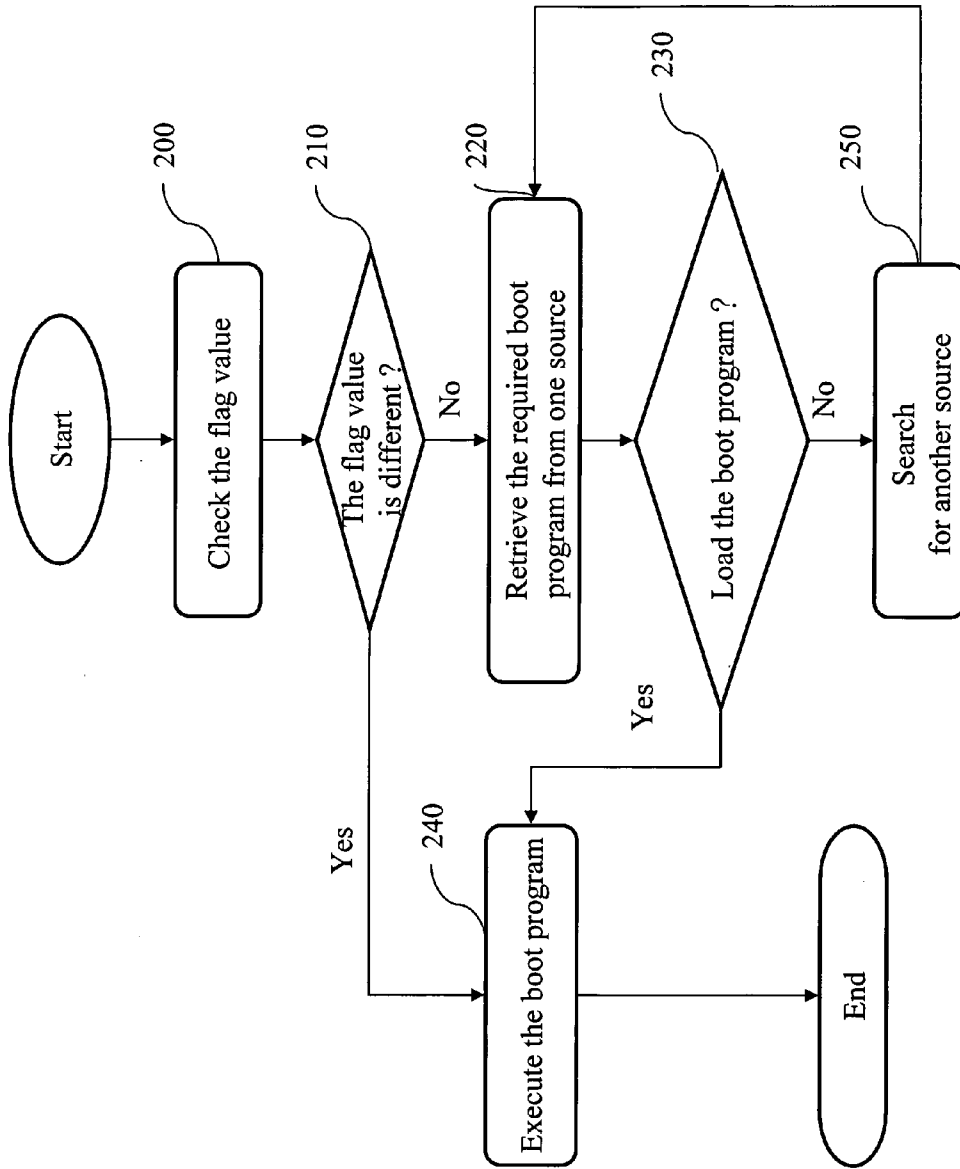 Start
200
Check the flag value
210
The flag value
is different ?
Yes
No
220
Retrieve the required boot
program from one source
230
Load the boot program ?
Yes
No
240
Execute the boot program
250
Search
for another source
End